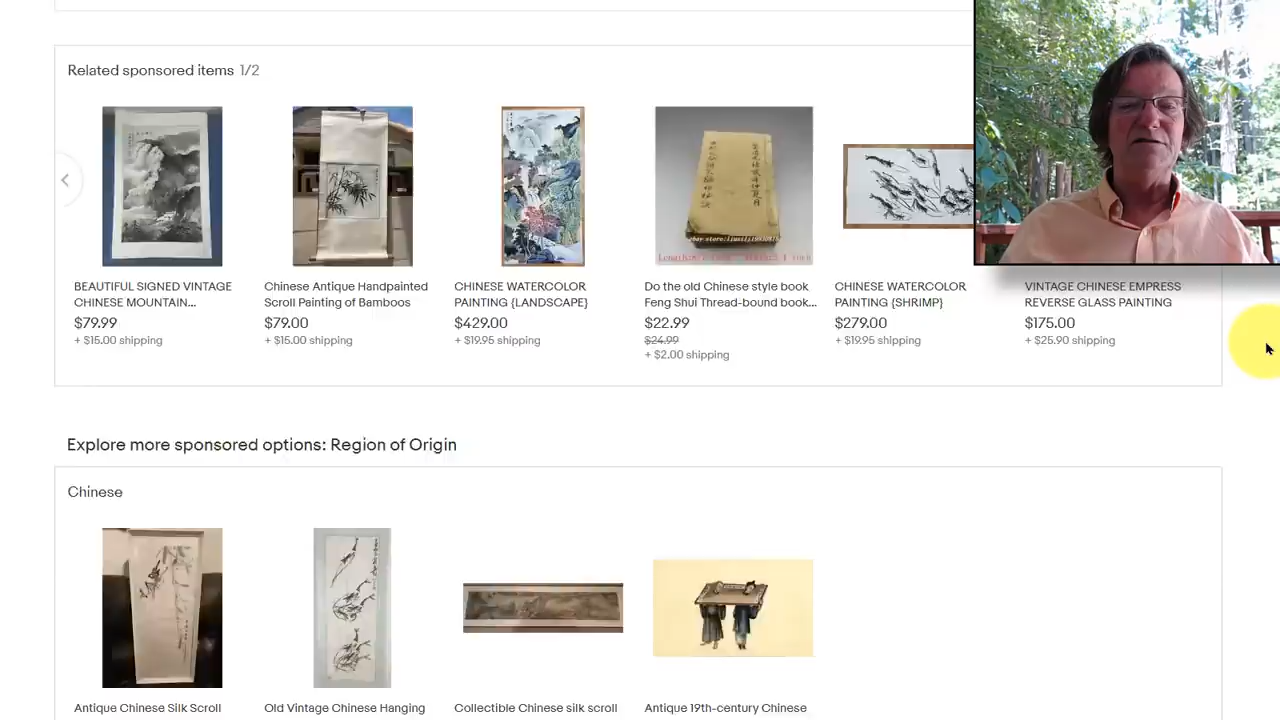 Related sponsored items 1/2
BEAUTIFUL SIGNED VINTAGE
CHINESE MOUNTAIN...
$79.99
+ $15.00 shipping
Chinese Antique Handpainted
Scroll Painting of Bamboos
$79.00
+ $15.00 shipping
CHINESE WATERCOLOR
PAINTING {LANDSCAPE}
$429.00
+ $19.95 shipping
Do the old Chinese style book
Feng Shui Thread-bound book...
$22.99
$24.99
+ $2.00 shipping
CHINESE WATERCOLOR
PAINTING {SHRIMP}
$279.00
+ $19.95 shipping
VINTAGE CHINESE EMPRESS
REVERSE GLASS PAINTING
$175.00
+ $25.90 shipping
Explore more sponsored options: Region of Origin
Chinese
Antique Chinese Silk Scroll
Old Vintage Chinese Hanging
Collectible Chinese silk scroll
Antique 19th-century Chinese